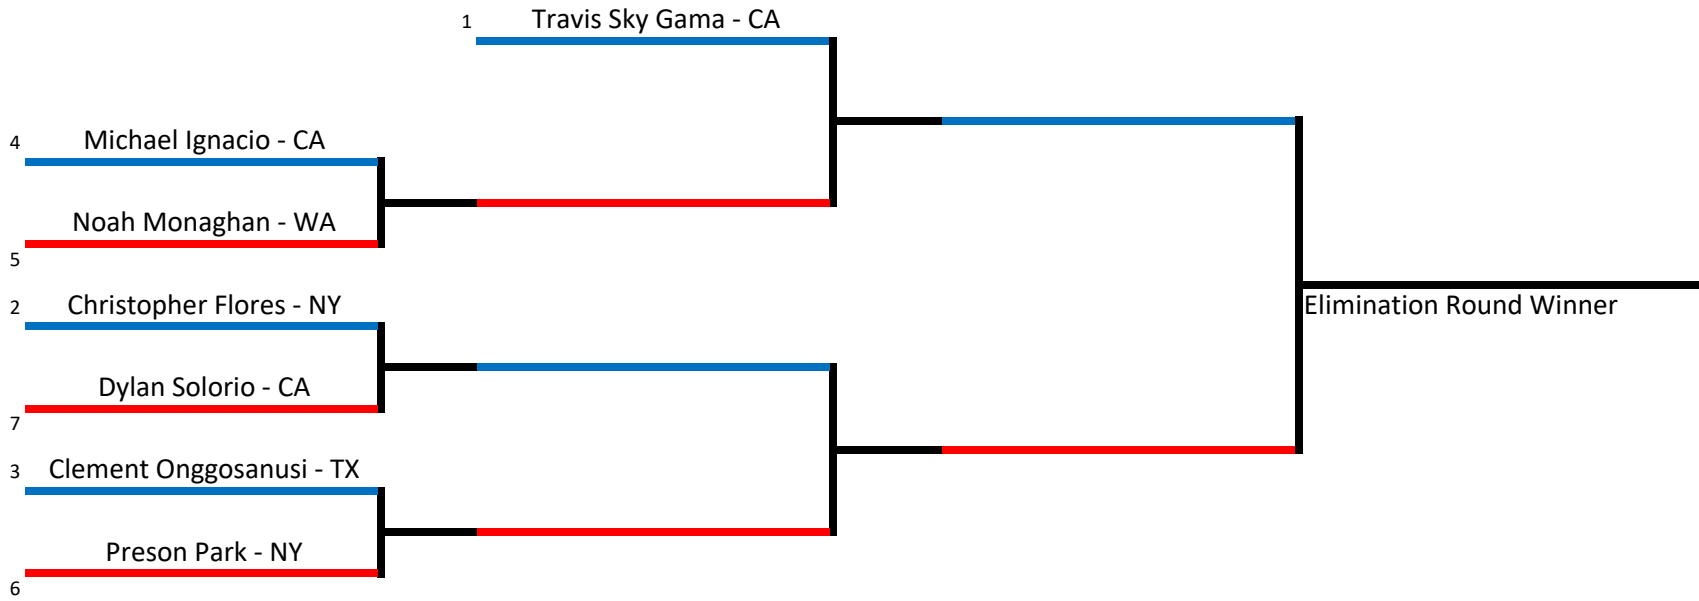 1 Travis Sky Gama - CA
4 Michael Ignacio - CA
Noah Monaghan - WA
5
2 Christopher Flores - NY
Elimination Round Winner
Dylan Solorio - CA
7
3 Clement Onggosanusi - TX
Preson Park - NY
6